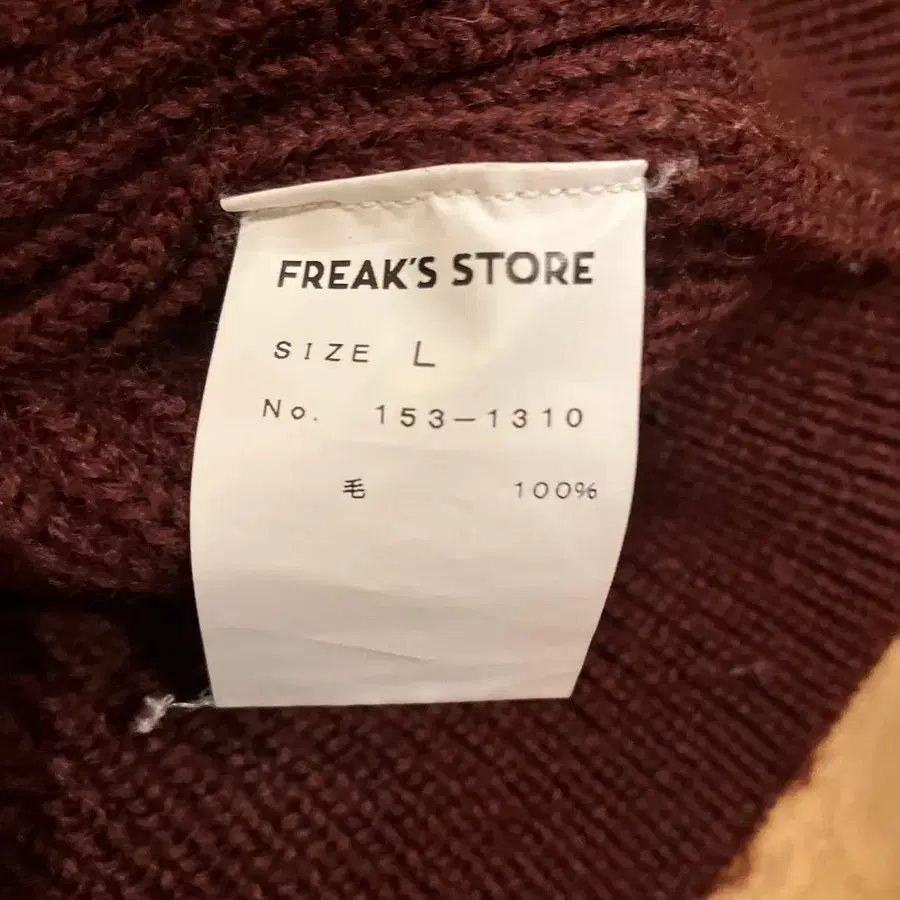 FREAK'S STORE
SIZE L
No. 153-1310
毛 100%